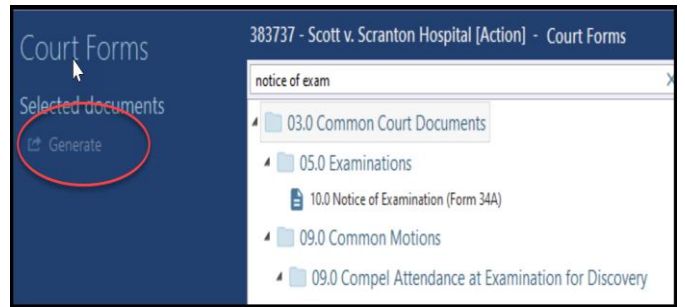 Court Forms
Selected documents
Generate
383737 - Scott v. Scranton Hospital [Action] - Court Forms
notice of exam
03.0 Common Court Documents
05.0 Examinations
10.0 Notice of Examination (Form 34A)
09.0 Common Motions
09.0 Compel Attendance at Examination for Discovery